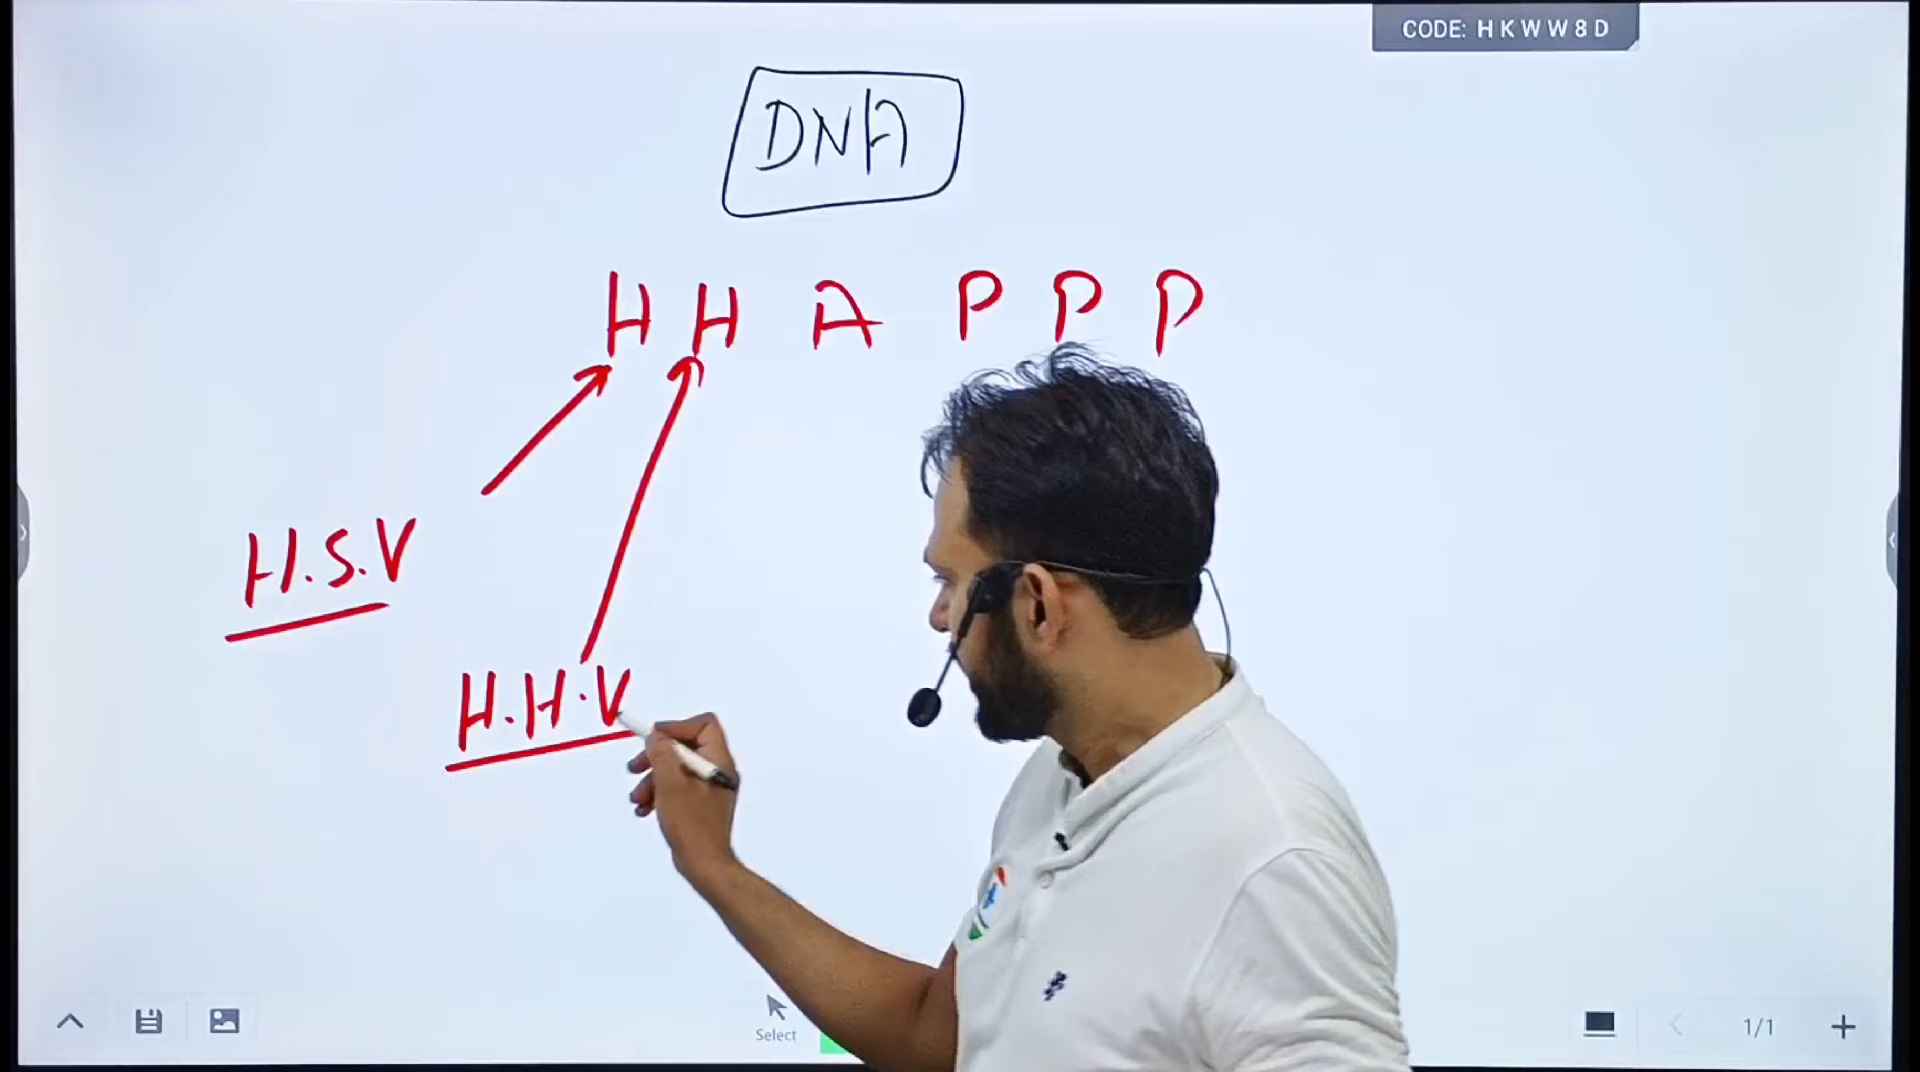 CODE: HKWW8D
DNA
H H A P P P
H.S.V
H.H.V
Select
1/1